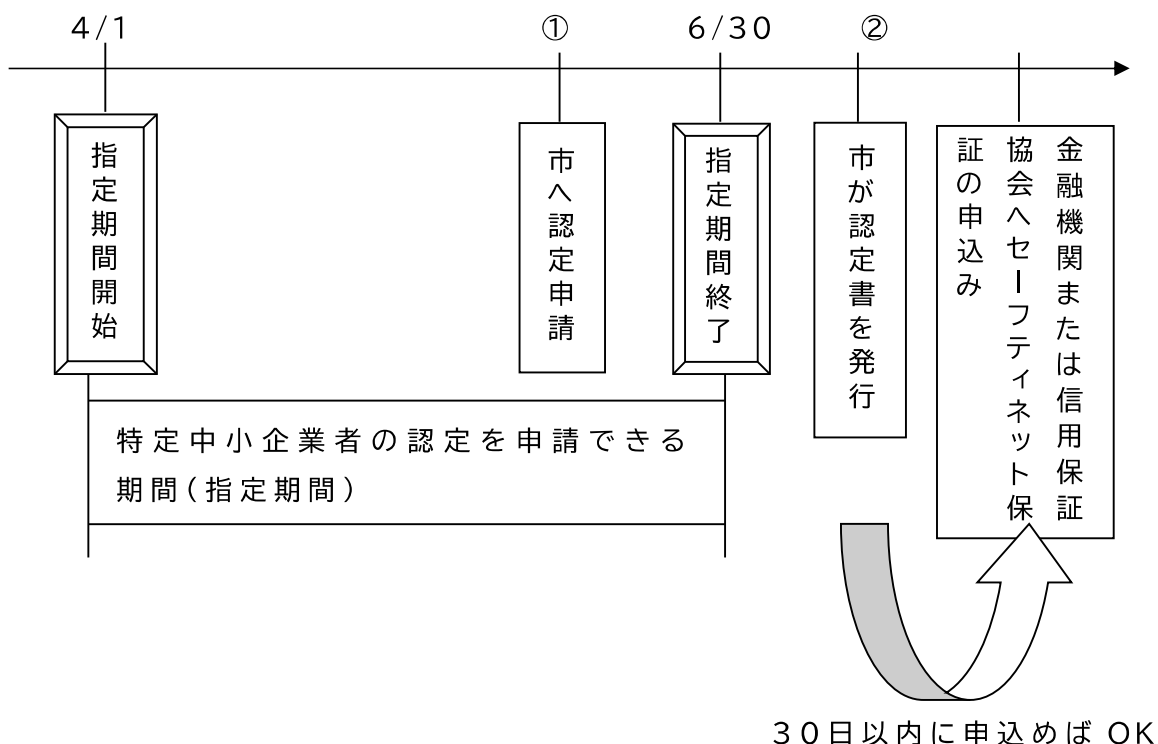 4/1
①
6/30
②
指定期間開始
市へ認定申請
指定期間終了
市が認定書を発行
金融機関または信用保証
協会へセーフティネット保
証の申込み
特定中小企業者の認定を申請できる
期間(指定期間)
30日以内に申込めば OK